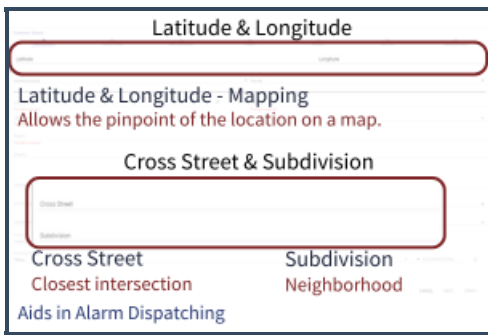 Latitude & Longitude
Latitude Longitude
Latitude & Longitude - Mapping
Allows the pinpoint of the location on a map.
Cross Street & Subdivision
Cross Street
Subdivision
Cross Street Subdivision
Closest intersection Neighborhood
Aids in Alarm Dispatching